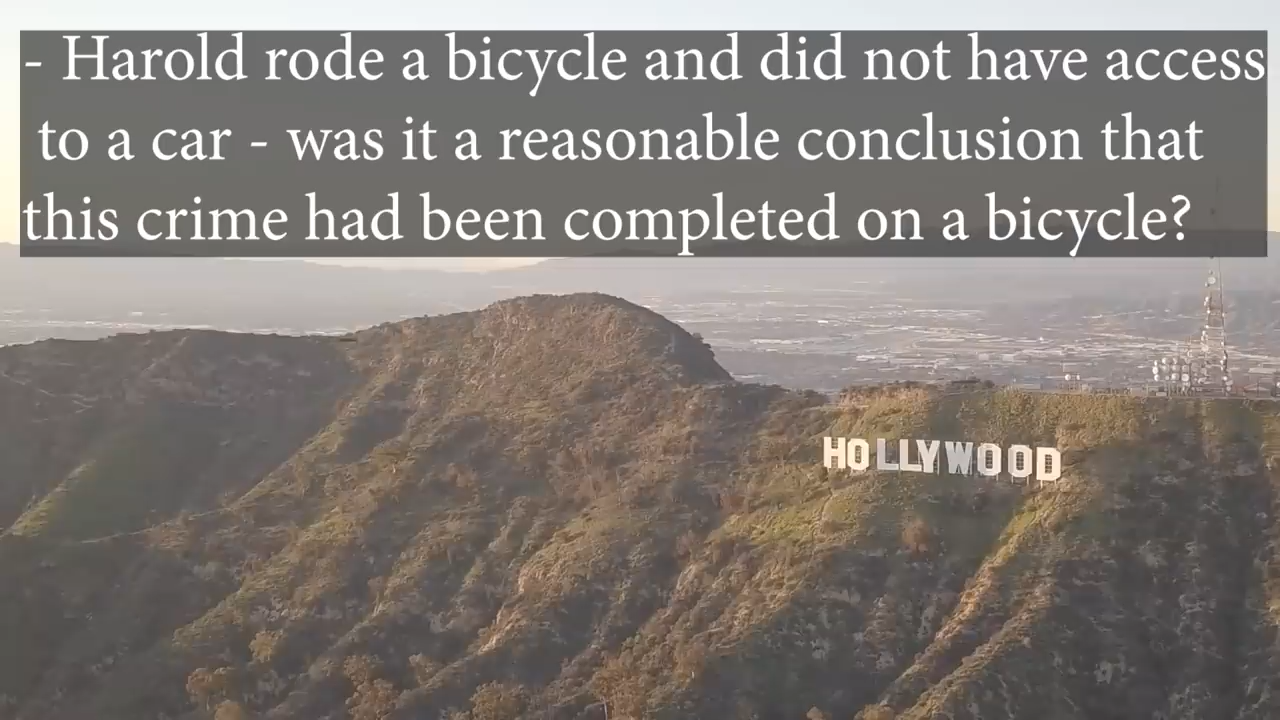 - Harold rode a bicycle and did not have access
to a car - was it a reasonable conclusion that
this crime had been completed on a bicycle?
HOLLYWOOD